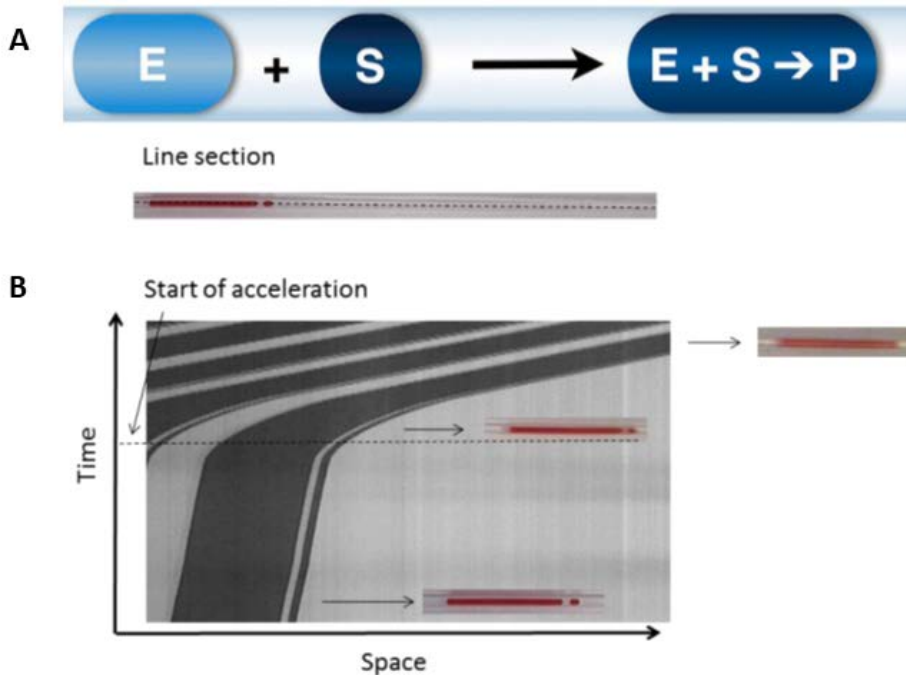 A
E + S → E + S → P
Line section
B
Start of acceleration
Time
Space